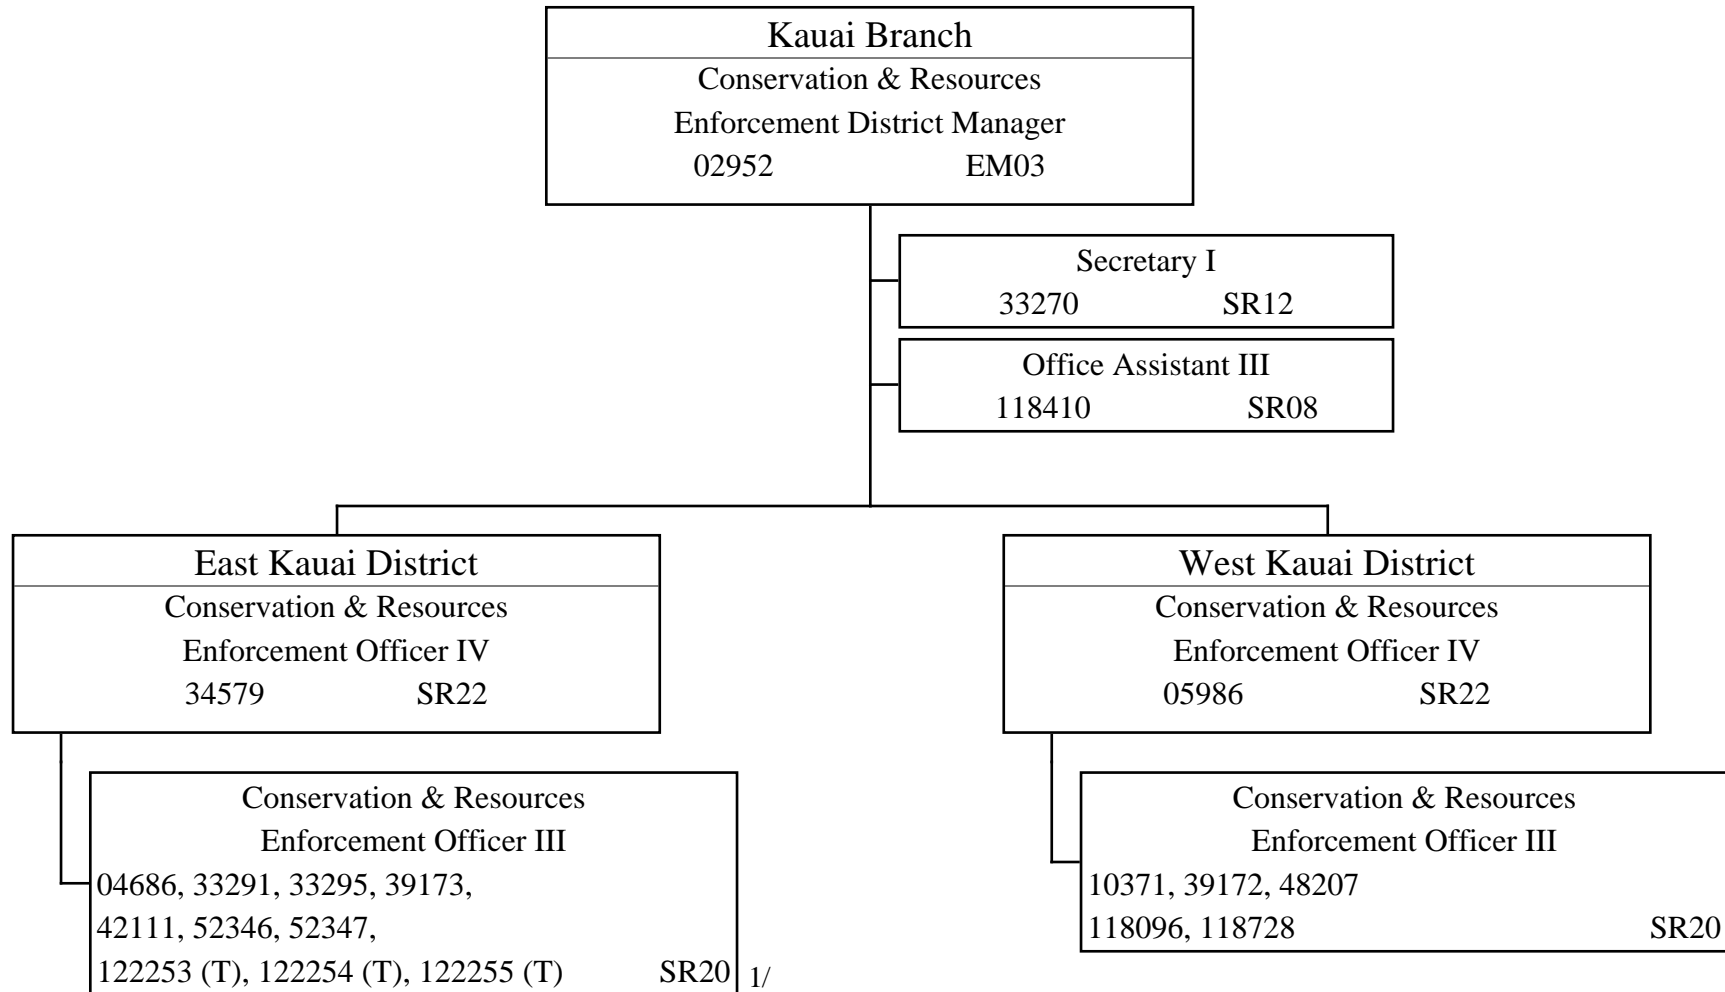 Kauai Branch
Conservation & Resources
Enforcement District Manager
02952 EM03
Secretary I
33270 SR12
Office Assistant III
118410 SR08
East Kauai District
Conservation & Resources
Enforcement Officer IV
34579 SR22
West Kauai District
Conservation & Resources
Enforcement Officer IV
05986 SR22
Conservation & Resources
Enforcement Officer III
04686, 33291, 33295, 39173,
42111, 52346, 52347,
122253 (T), 122254 (T), 122255 (T) SR20 1/
Conservation & Resources
Enforcement Officer III
10371, 39172, 48207
118096, 118728 SR20